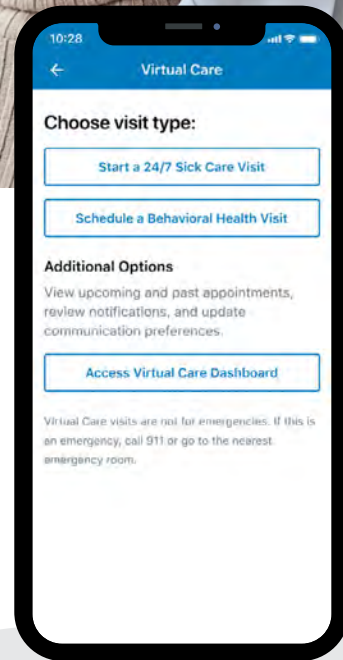 10:28
Virtual Care
Choose visit type:
Start a 24/7 Sick Care Visit
Schedule a Behavioral Health Visit
Additional Options
View upcoming and past appointments,
review notifications, and update
communication preferences.
Access Virtual Care Dashboard
Virtual Care visits are not for emergencies. If this is
an emergency, call 911 or go to the nearest
emergency room.